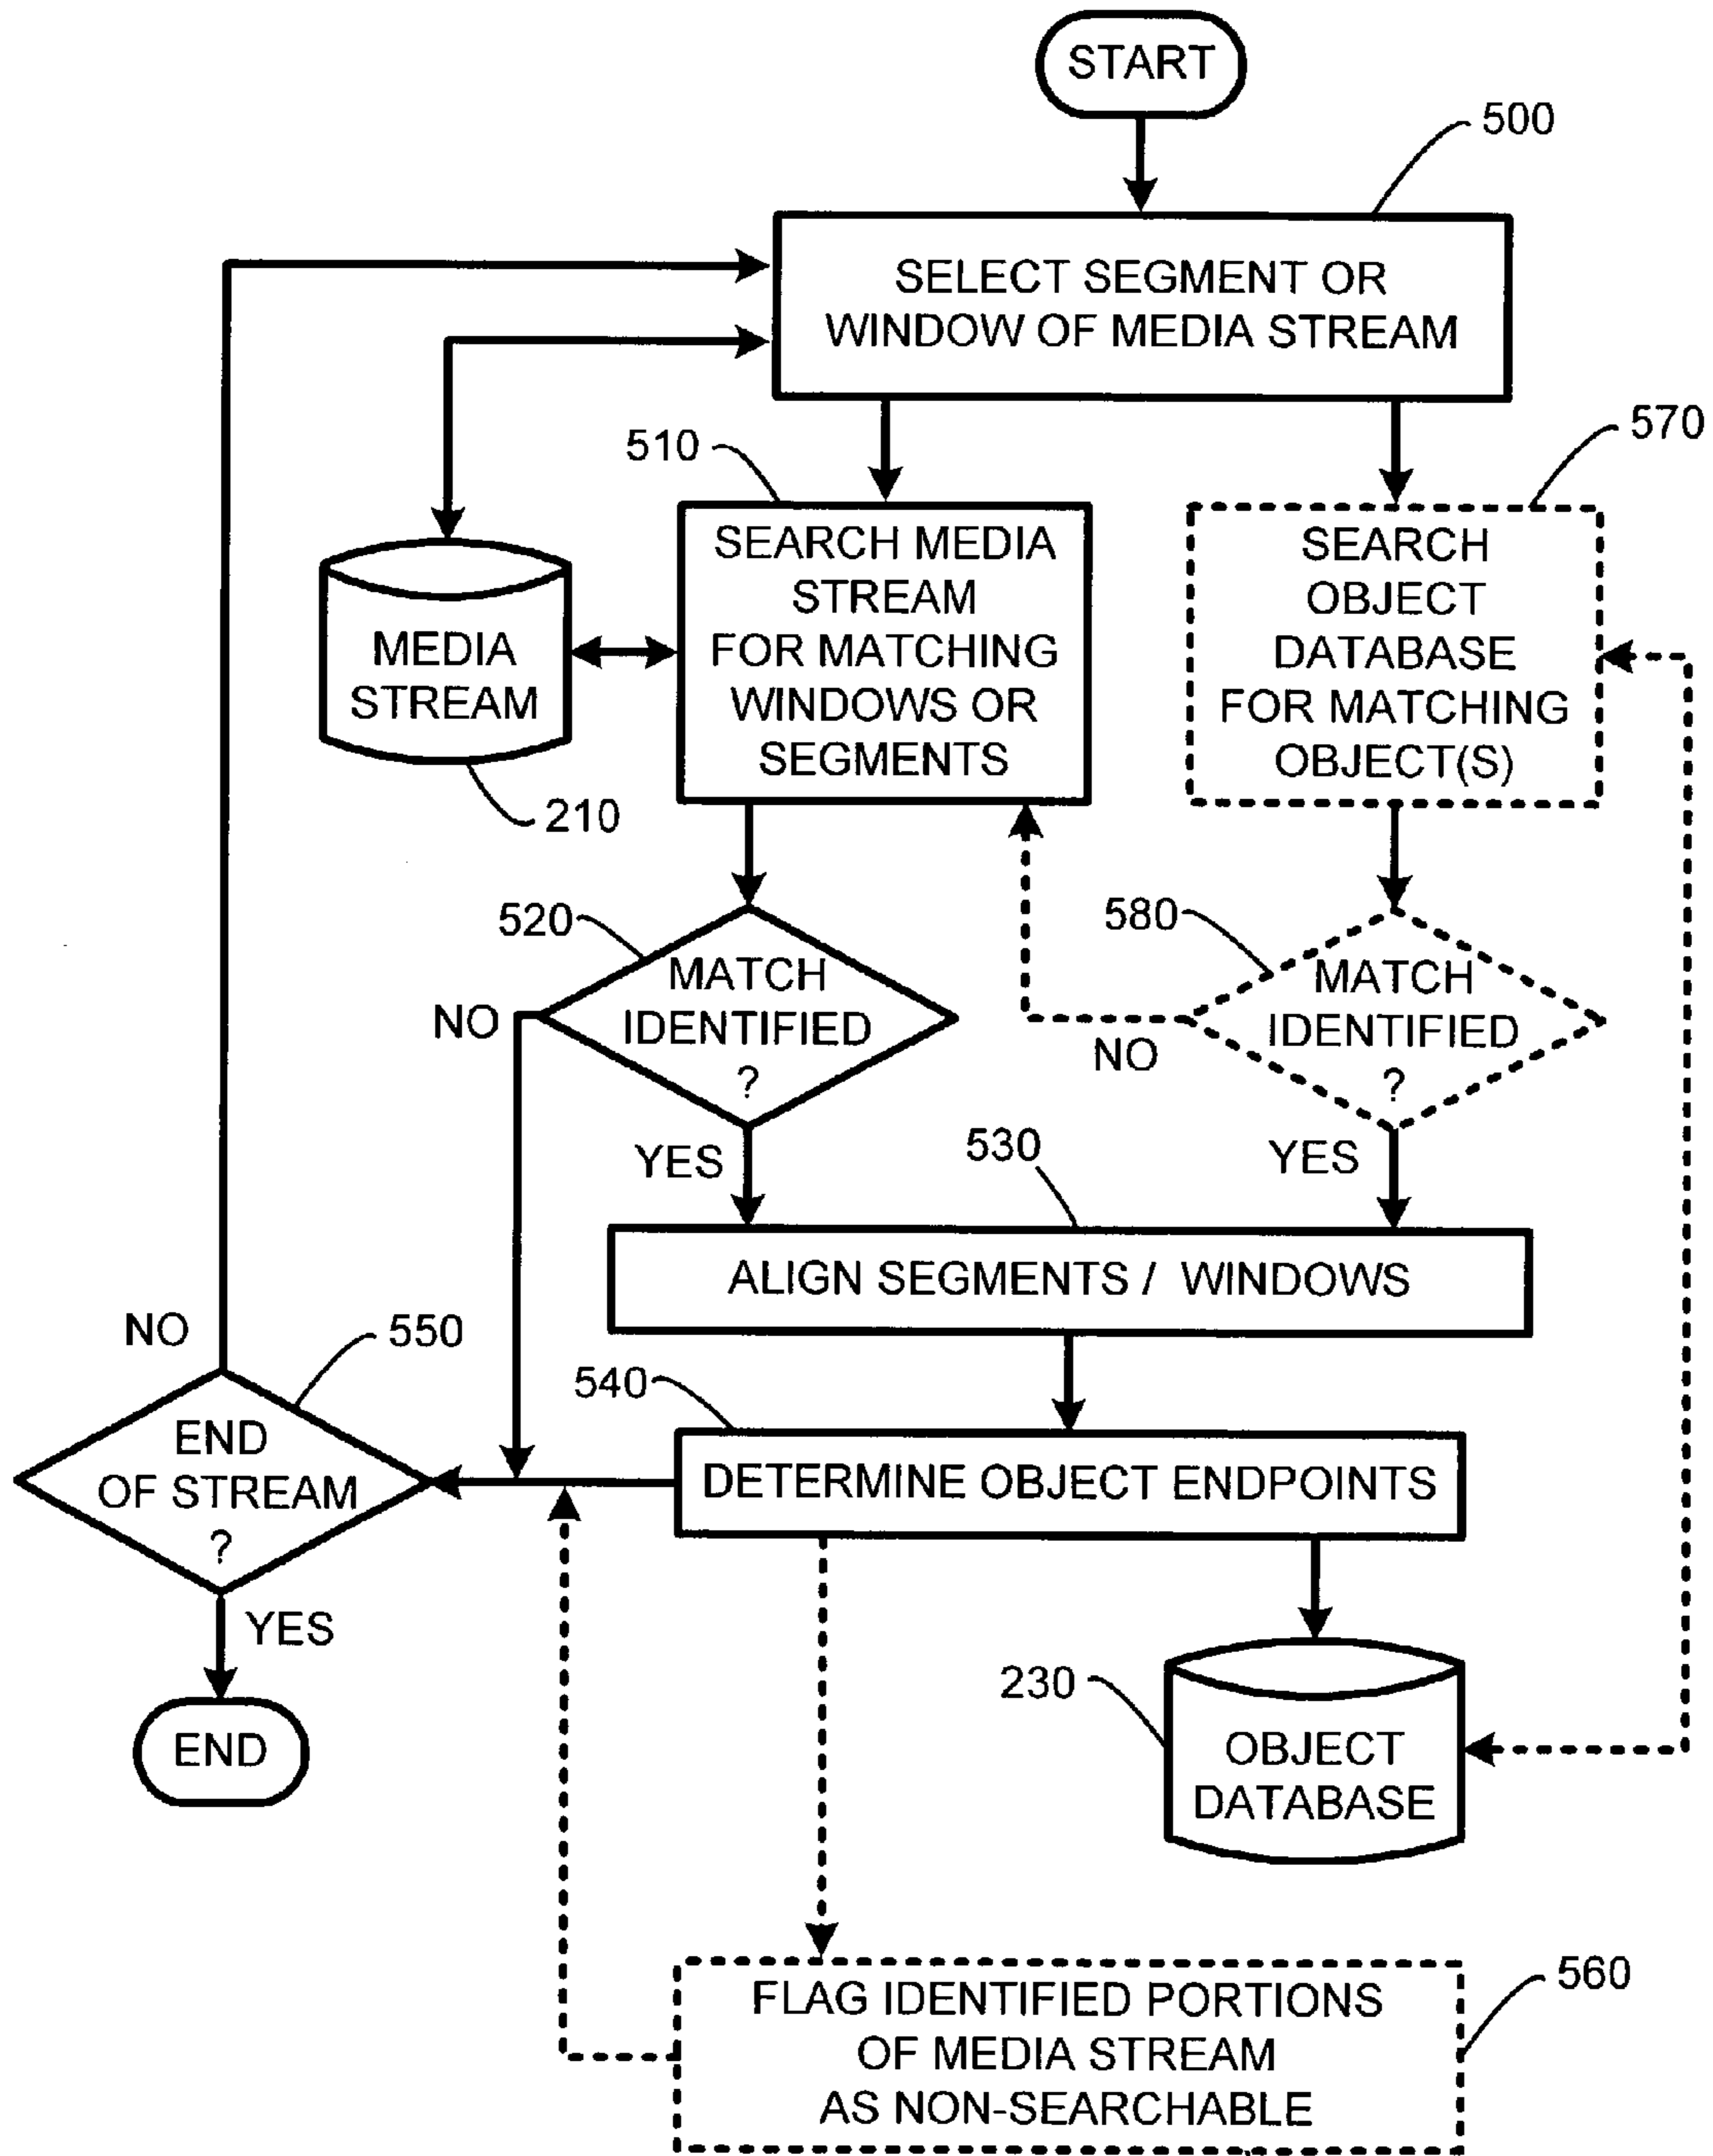 START
500
SELECT SEGMENT OR
WINDOW OF MEDIA STREAM
510
570
SEARCH MEDIA
STREAM
FOR MATCHING
WINDOWS OR
SEGMENTS
SEARCH
OBJECT
DATABASE
FOR MATCHING
OBJECT(S)
MEDIA
STREAM
210
520
MATCH
IDENTIFIED
?
NO
YES
580
MATCH
IDENTIFIED
?
NO
YES
530
ALIGN SEGMENTS / WINDOWS
NO
550
END
OF STREAM
?
YES
END
540
DETERMINE OBJECT ENDPOINTS
230
OBJECT
DATABASE
560
FLAG IDENTIFIED PORTIONS
OF MEDIA STREAM
AS NON-SEARCHABLE